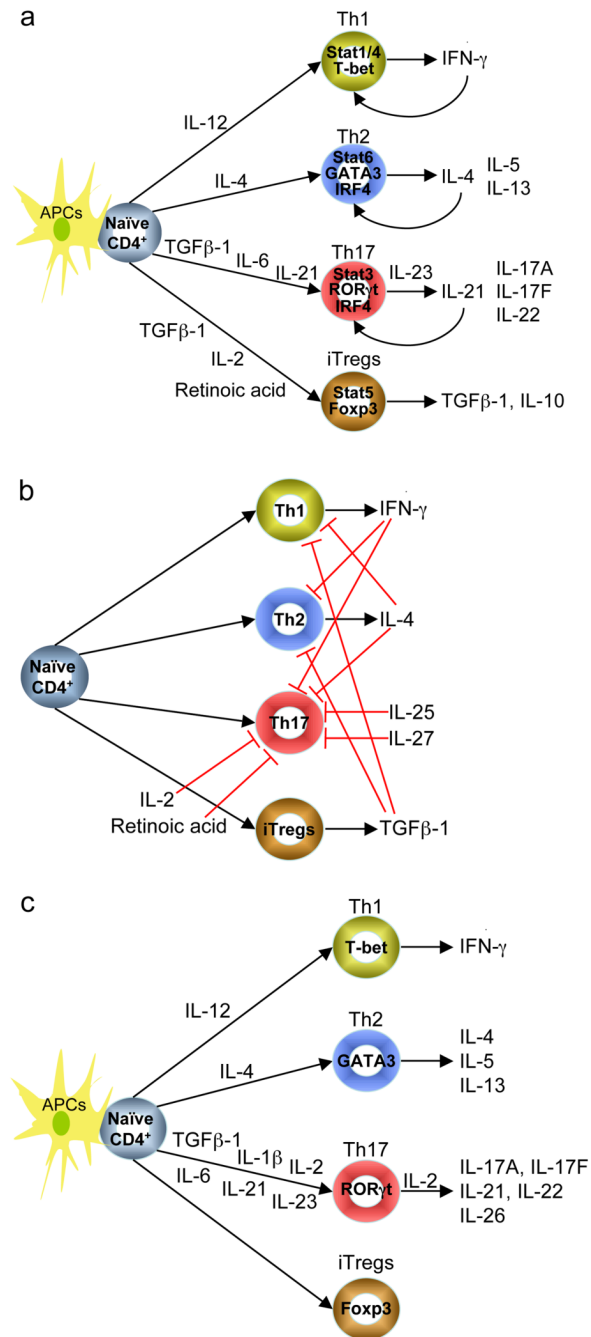 a
Th1
Stat1/4
T-bet
IFN-γ
IL-12
Th2
Stat6
GATA3
IRF4
IL-4
IL-4
IL-5
IL-13
APCs
Naïve
CD4+
TGFβ-1
IL-6
IL-21
Th17
Stat3
RORγt
IRF4
IL-23
IL-21
IL-17A
IL-17F
IL-22
TGFβ-1
IL-2
Retinoic acid
iTregs
Stat5
Foxp3
TGFβ-1, IL-10
b
Th1
IFN-γ
Th2
IL-4
Naïve
CD4+
Th17
IL-25
IL-27
IL-2
Retinoic acid
iTregs
TGFβ-1
c
Th1
T-bet
IFN-γ
IL-12
Th2
GATA3
IL-4
IL-4
IL-5
IL-13
APCs
Naïve
CD4+
TGFβ-1
IL-1β
IL-2
IL-6
IL-21
IL-23
Th17
RORγt
IL-2
IL-17A, IL-17F
IL-21, IL-22
IL-26
iTregs
Foxp3